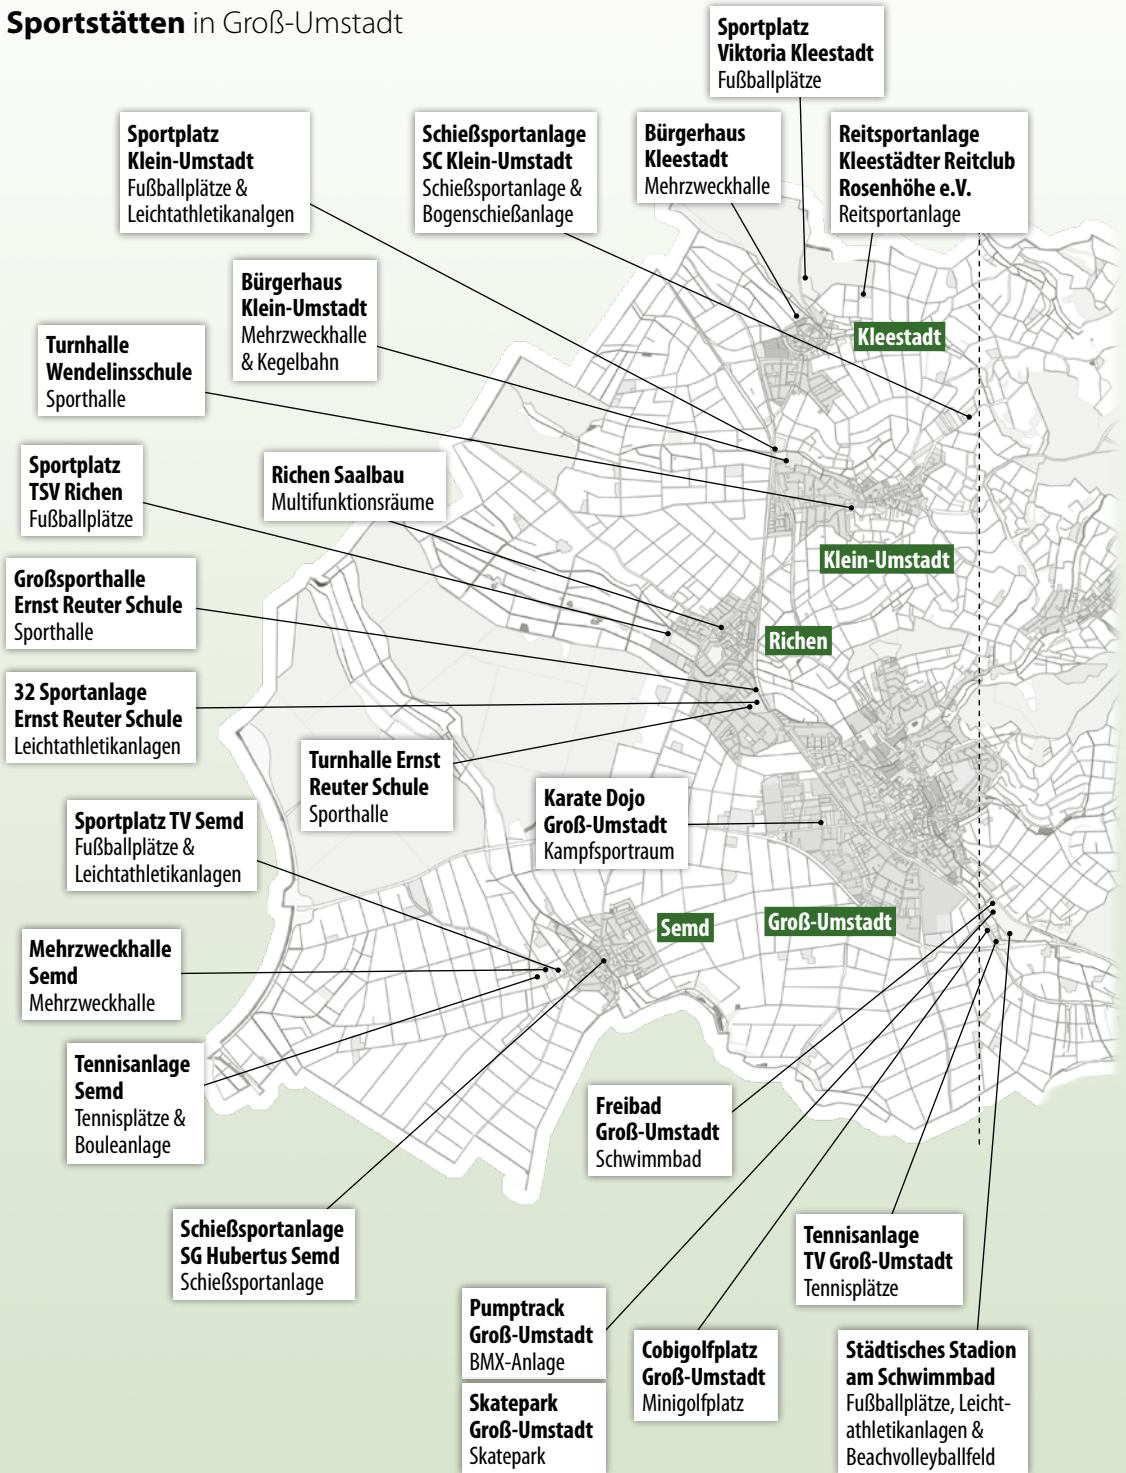 Sportstätten in Groß-Umstadt
Sportplatz
Viktoria Kleestadt
Fußballplätze
Sportplatz
Klein-Umstadt
Fußballplätze &
Leichtathletikanalgen
Schießsportanlage
SC Klein-Umstadt
Schießsportanlage &
Bogenschießanlage
Bürgerhaus
Kleestadt
Mehrzweckhalle
Reitsportanlage
Kleestädter Reitclub
Rosenhöhe e.V.
Reitsportanlage
Bürgerhaus
Klein-Umstadt
Mehrzweckhalle
& Kegelbahn
Turnhalle
Wendelinsschule
Sporthalle
Kleestadt
Sportplatz
TSV Richen
Fußballplätze
Richen Saalbau
Multifunktionsräume
Klein-Umstadt
Großsporthalle
Ernst Reuter Schule
Sporthalle
Richen
32 Sportanlage
Ernst Reuter Schule
Leichtathletikanlagen
Turnhalle Ernst
Reuter Schule
Sporthalle
Karate Dojo
Groß-Umstadt
Kampfsportraum
Sportplatz TV Semd
Fußballplätze &
Leichtathletikanlagen
Semd
Groß-Umstadt
Mehrzweckhalle
Semd
Mehrzweckhalle
Tennisanlage
Semd
Tennisplätze &
Bouleanlage
Freibad
Groß-Umstadt
Schwimmbad
Schießsportanlage
SG Hubertus Semd
Schießsportanlage
Tennisanlage
TV Groß-Umstadt
Tennisplätze
Pumptrack
Groß-Umstadt
BMX-Anlage
Skatepark
Groß-Umstadt
Skatepark
Cobigolfplatz
Groß-Umstadt
Minigolfplatz
Städtisches Stadion
am Schwimmbad
Fußballplätze, Leicht-
athletikanlagen &
Beachvolleyballfeld